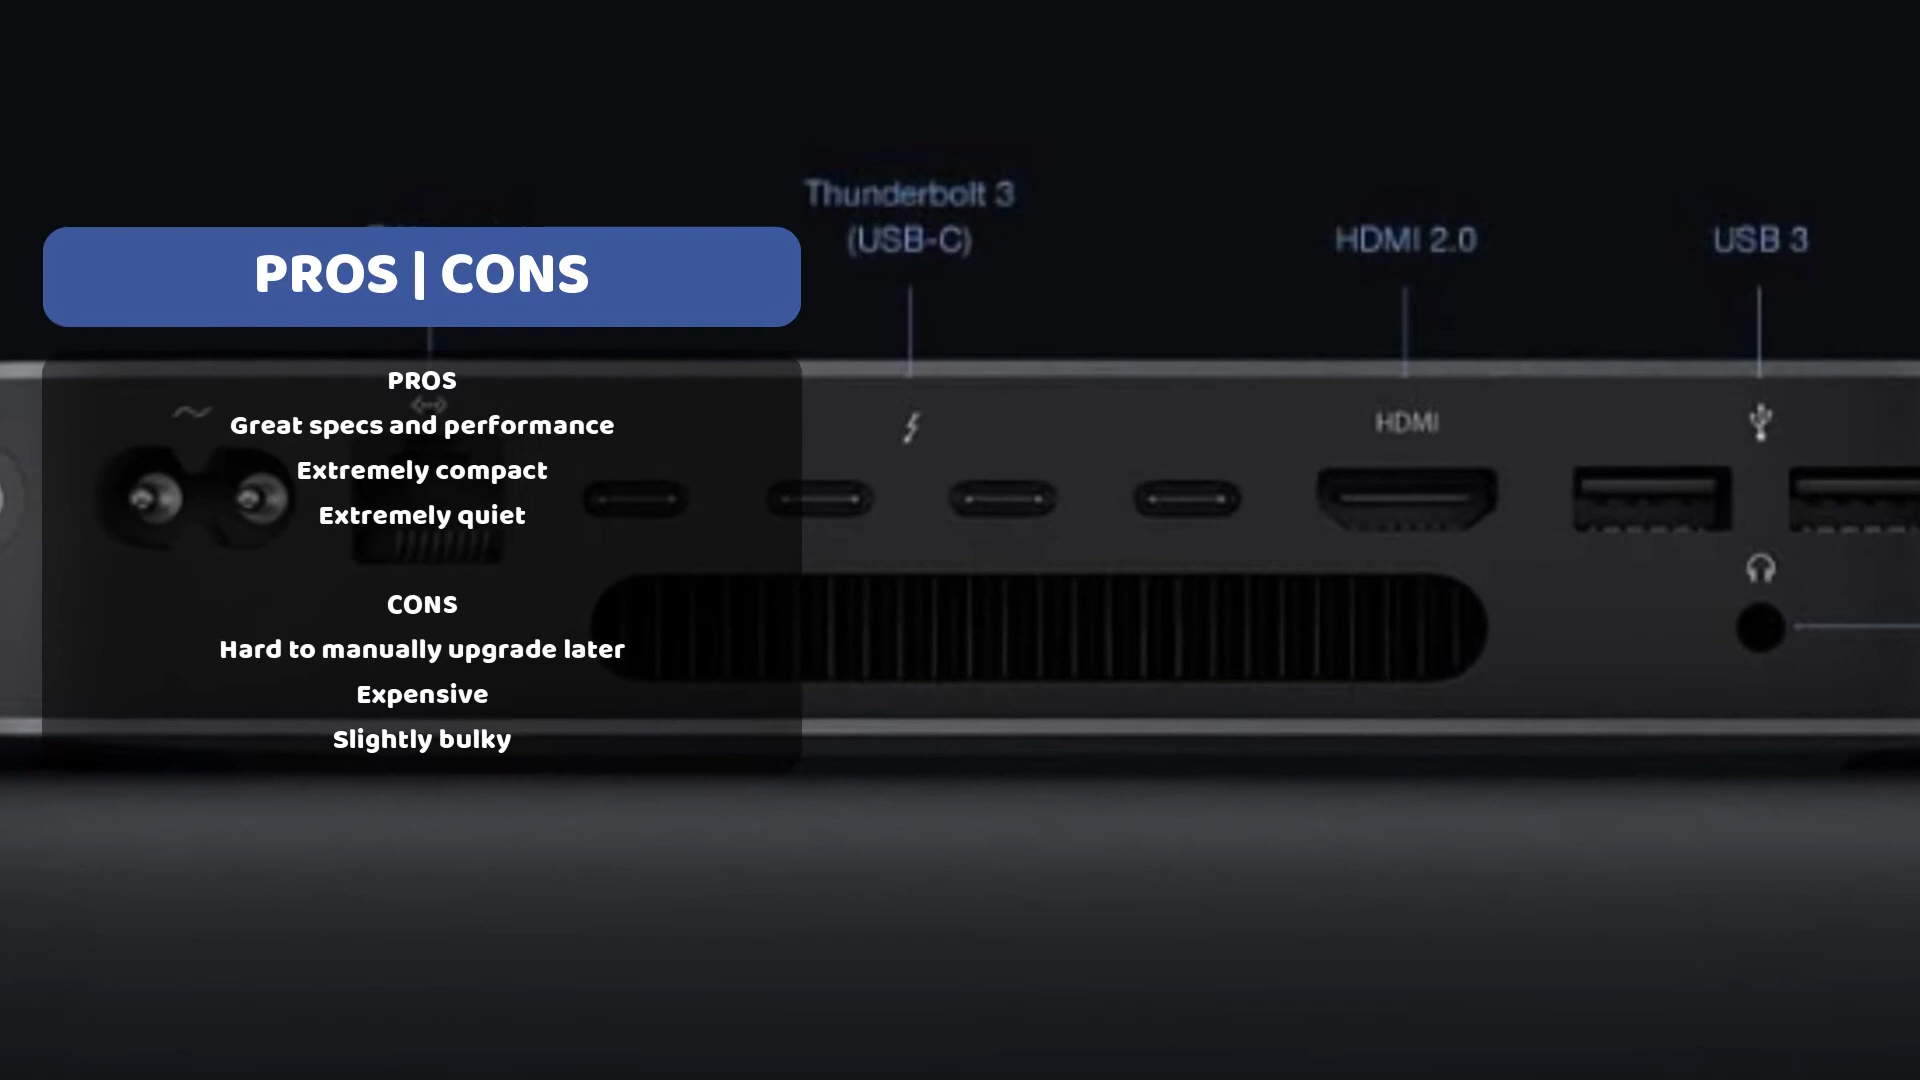 Thunderbolt 3
(USB-C)
HDMI 2.0
USB 3
PROS | CONS
PROS
Great specs and performance
Extremely compact
Extremely quiet
CONS
Hard to manually upgrade later
Expensive
Slightly bulky
HDMI